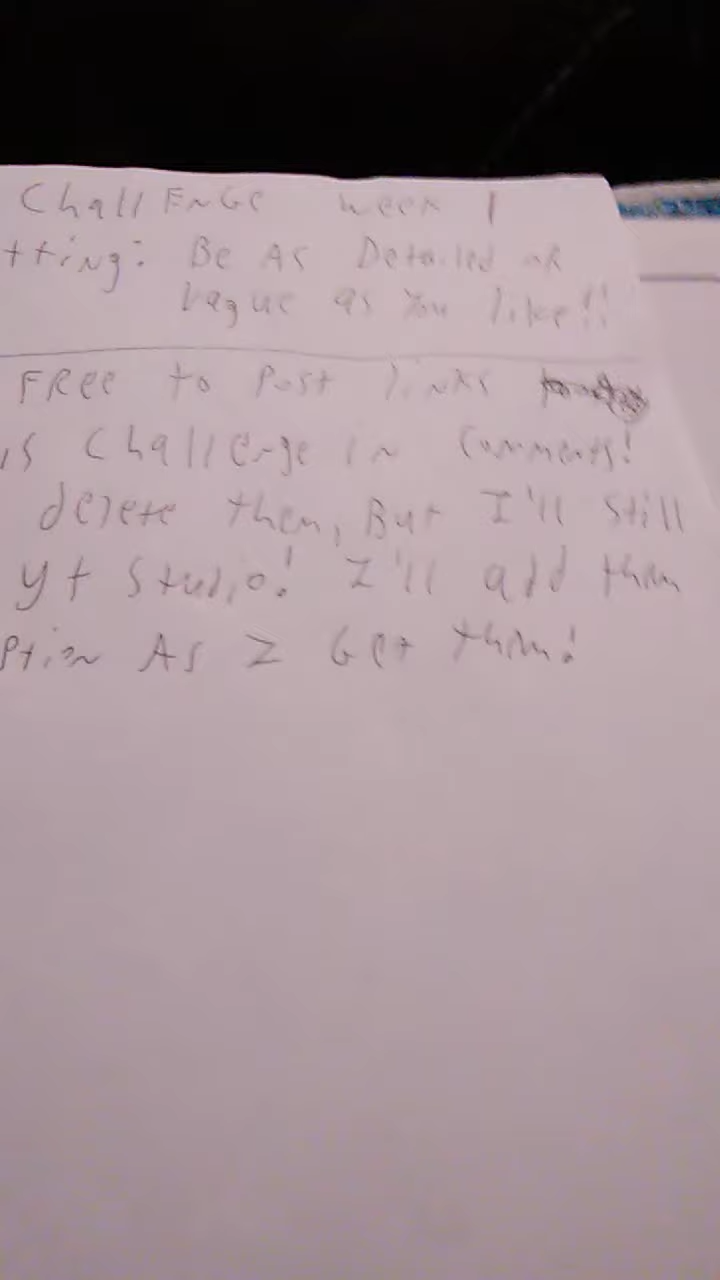 ChallENGE week 1
tting: Be As Detailed or
Vague as You like!!
FREE to Post links
is Challenge in Comments!
delete them, But I'll still
yt Studio! I'll add them
ption As I Get them!